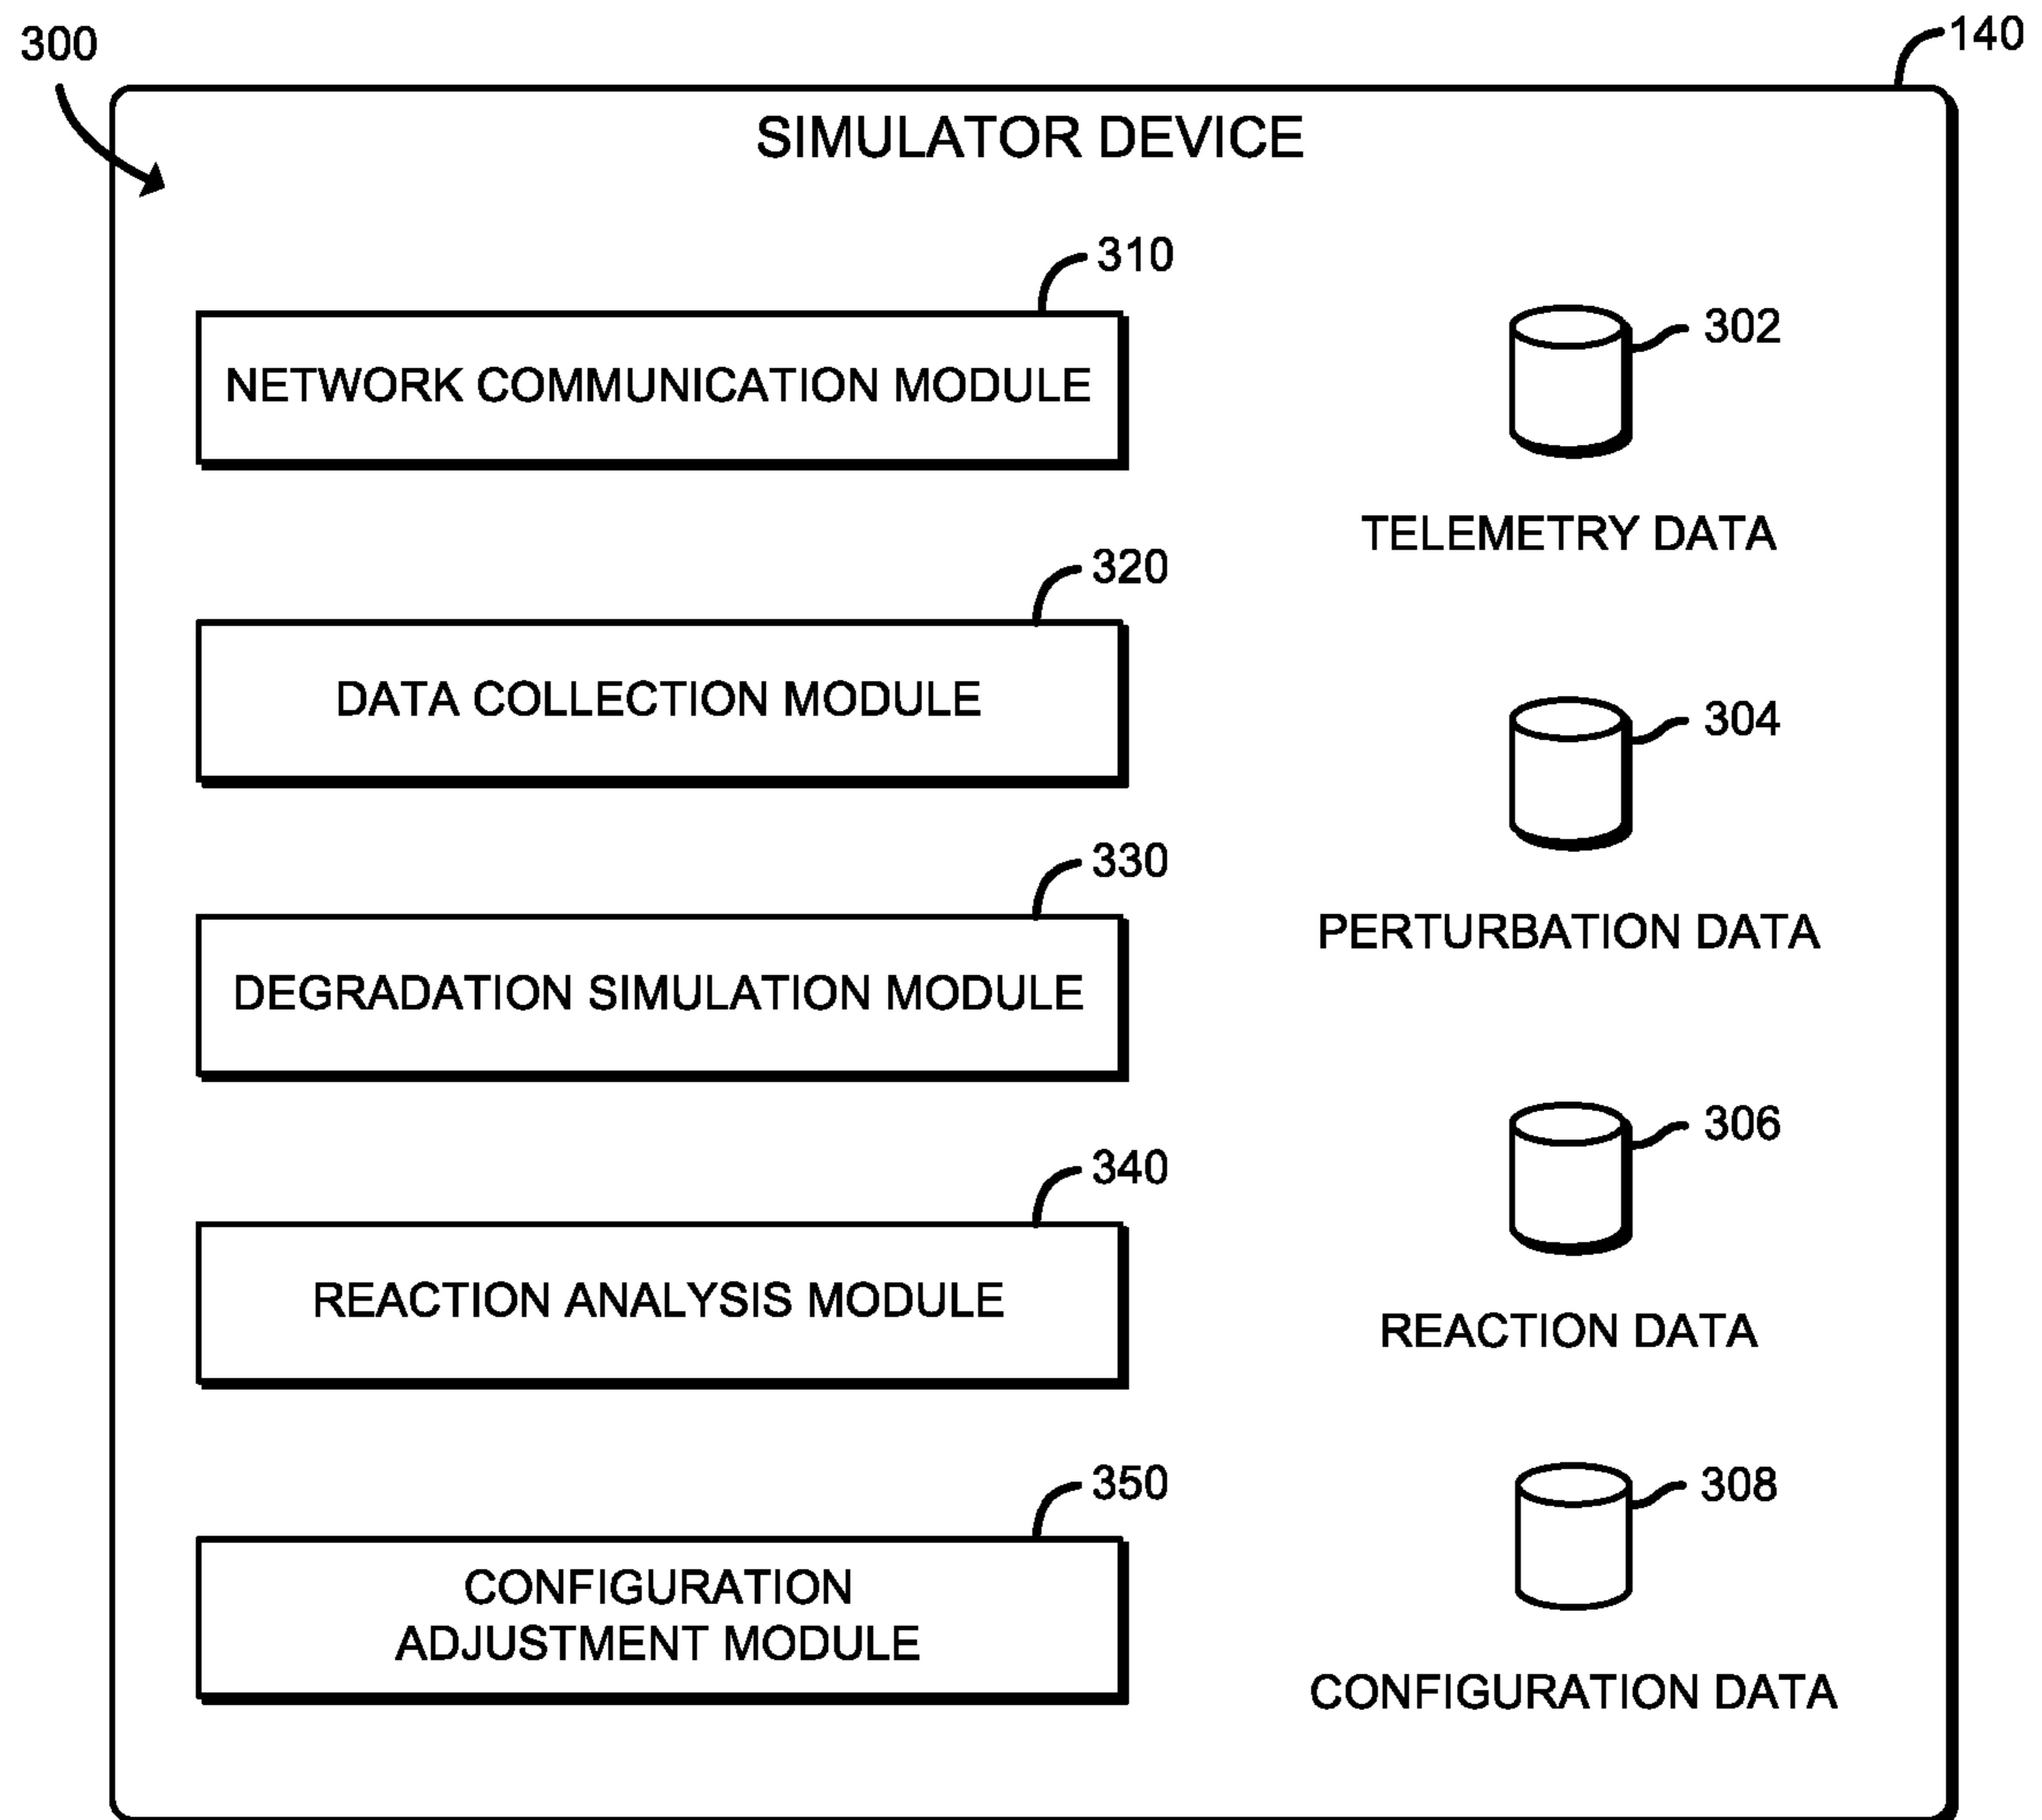 300
140
SIMULATOR DEVICE
310
NETWORK COMMUNICATION MODULE
302
TELEMETRY DATA
320
DATA COLLECTION MODULE
304
PERTURBATION DATA
330
DEGRADATION SIMULATION MODULE
306
REACTION DATA
340
REACTION ANALYSIS MODULE
308
CONFIGURATION DATA
350
CONFIGURATION
ADJUSTMENT MODULE